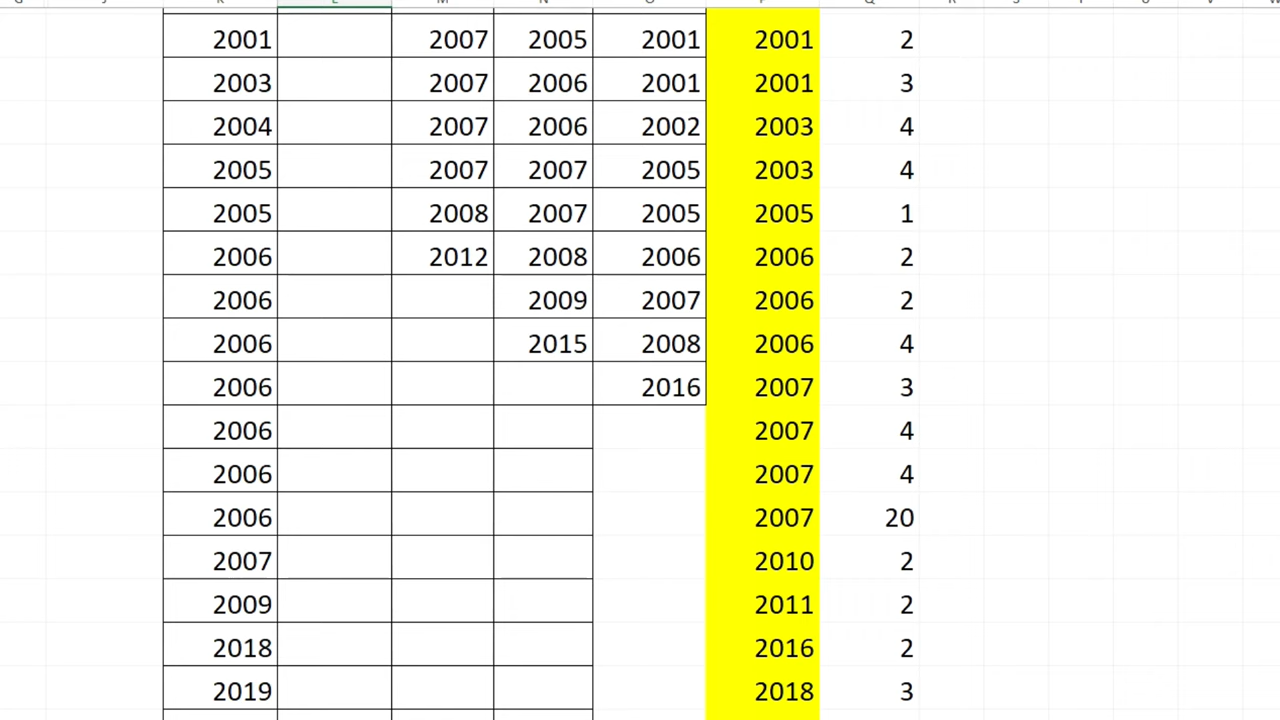 2001 2007 2005 2001 2001 2
2003 2007 2006 2001 2001 3
2004 2007 2006 2002 2003 4
2005 2007 2007 2005 2003 4
2005 2008 2007 2005 2005 1
2006 2012 2008 2006 2006 2
2006 2009 2007 2006 2
2006 2015 2008 2006 4
2006 2016 2007 3
2006 2007 4
2006 2007 4
2006 2007 20
2007 2010 2
2009 2011 2
2018 2016 2
2019 2018 3